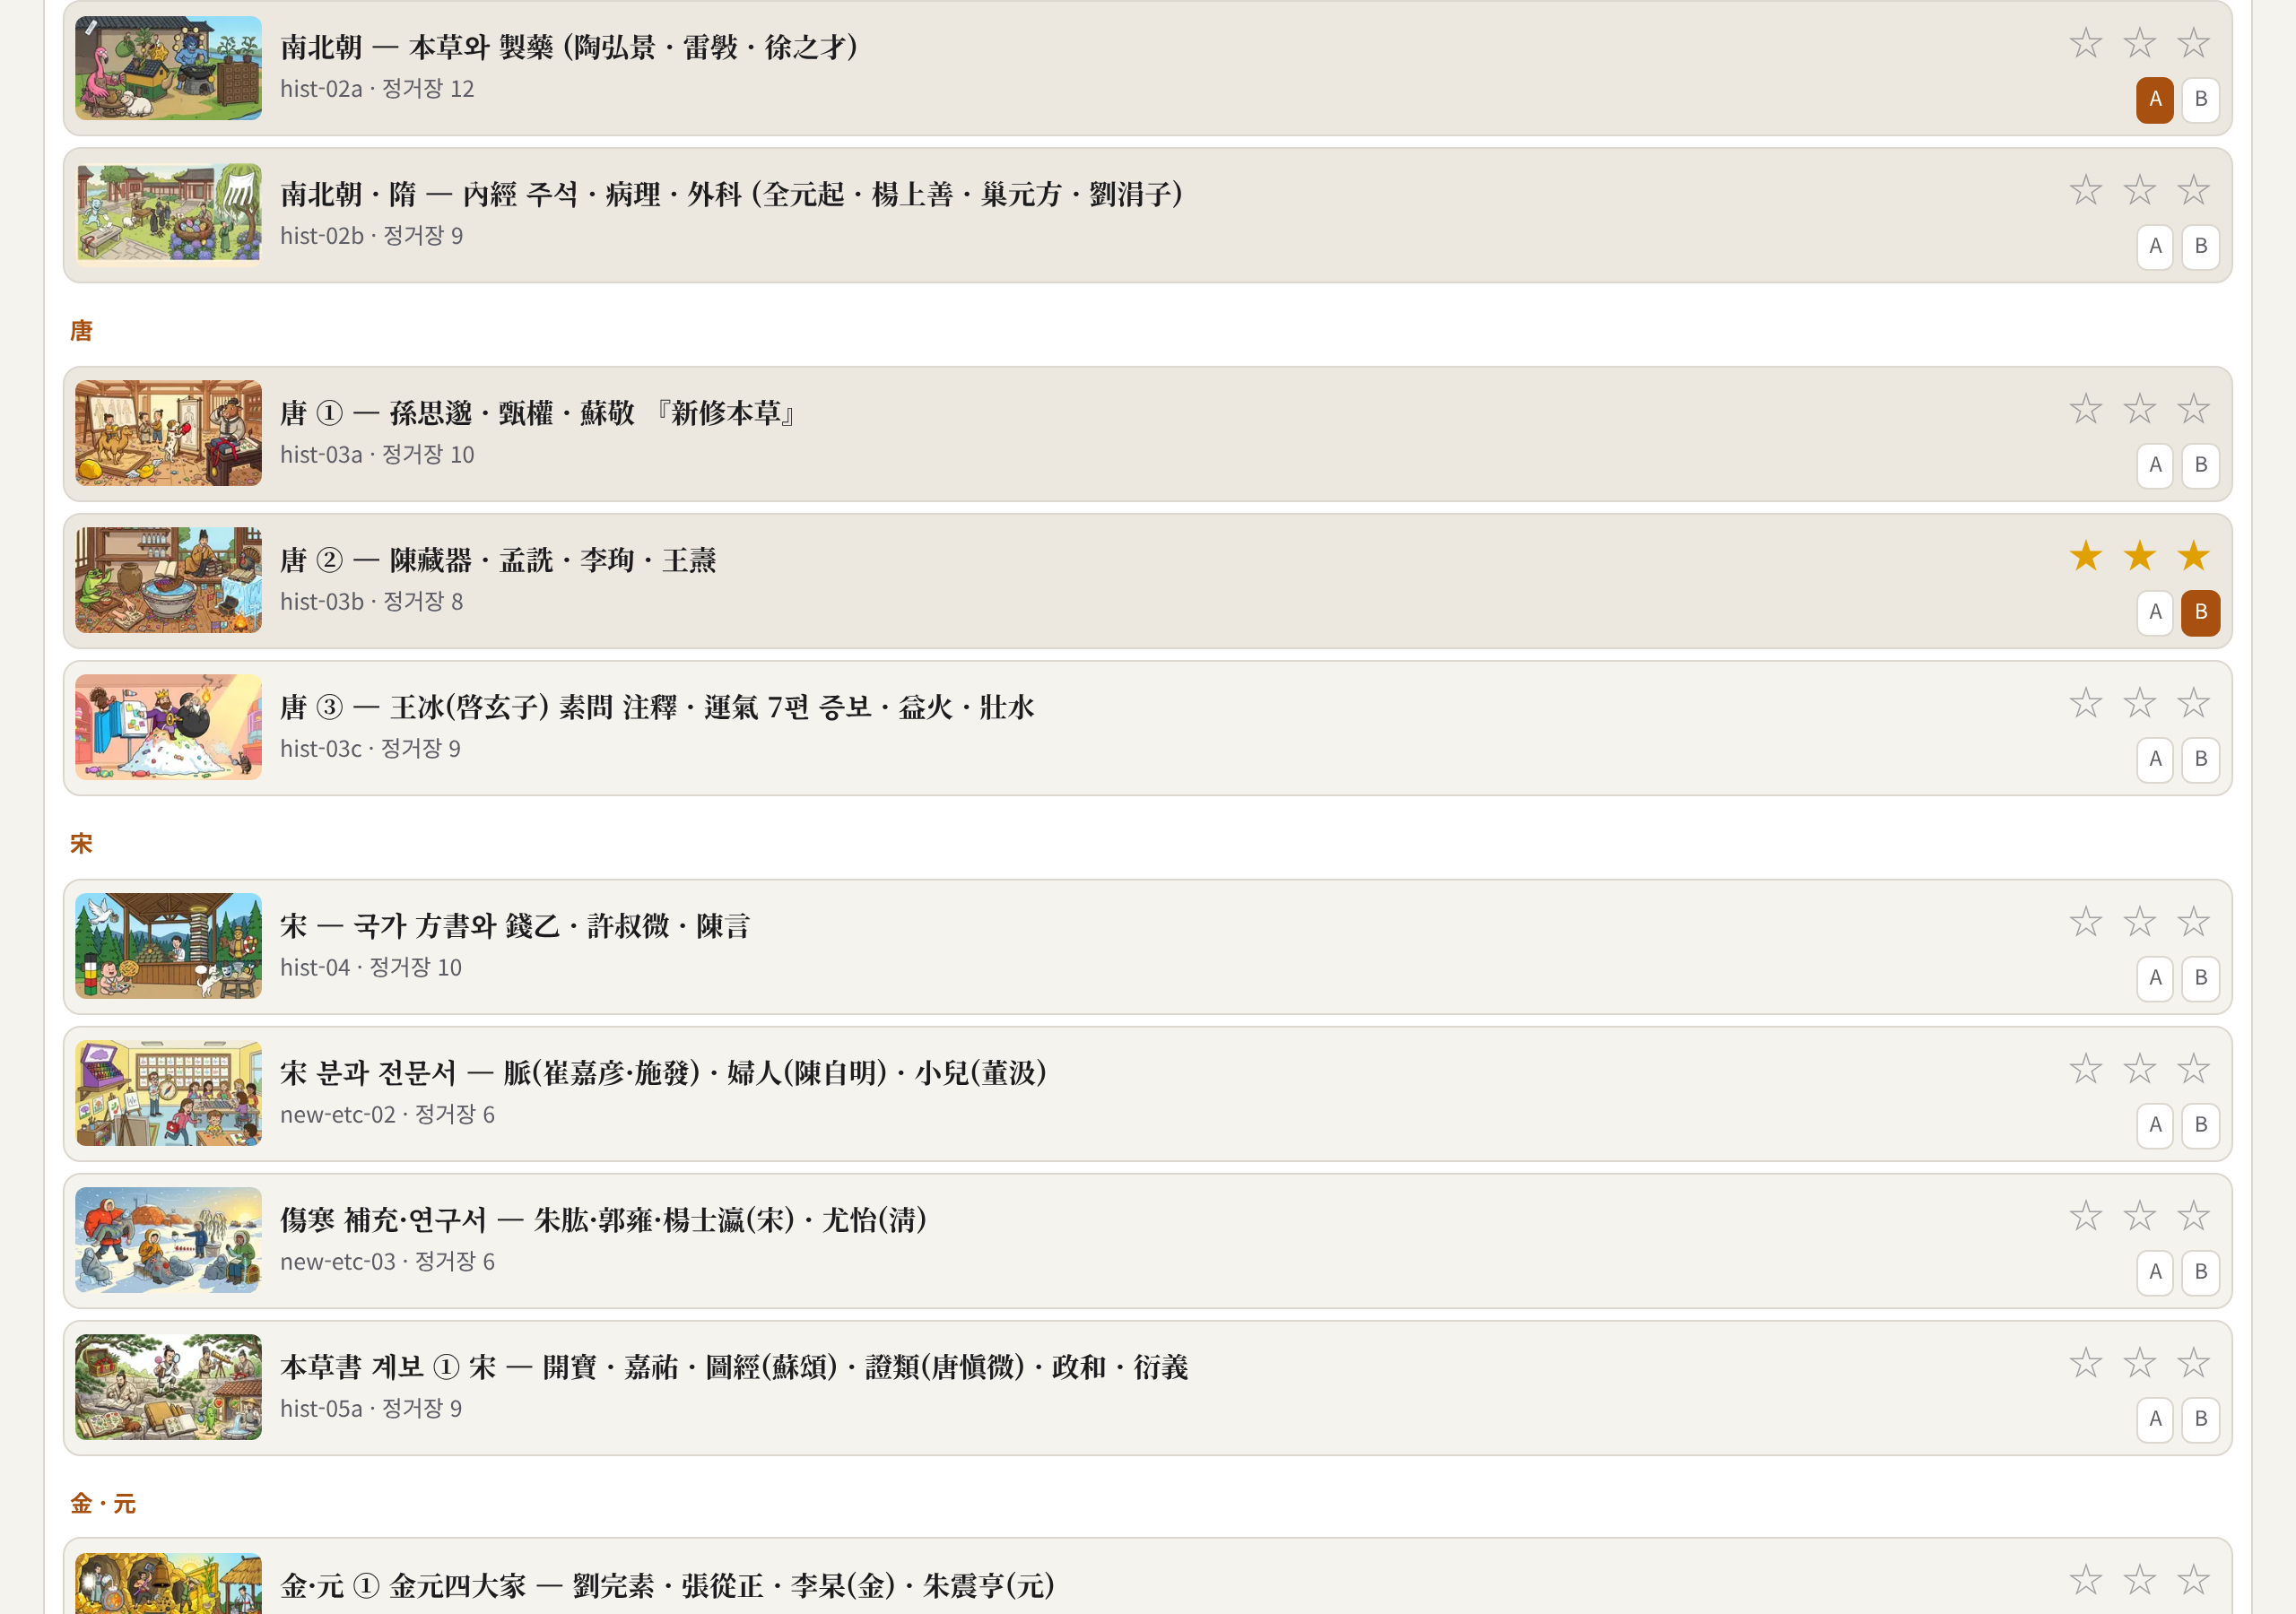 南北朝 — 本草와 製藥 (陶弘景 · 雷斅 · 徐之才)
☆ ☆ ☆
hist-02a · 정거장 12
A B
南北朝 · 隋 — 內經 주석 · 病理 · 外科 (全元起 · 楊上善 · 巢元方 · 劉涓子)
☆ ☆ ☆
hist-02b · 정거장 9
A B
唐
唐 ① — 孫思邈 · 甄權 · 蘇敬 『新修本草』
☆ ☆ ☆
hist-03a · 정거장 10
A B
唐 ② — 陳藏器 · 孟詵 · 李珣 · 王燾
★ ★ ★
hist-03b · 정거장 8
A B
唐 ③ — 王冰(啓玄子) 素問 注釋 · 運氣 7편 증보 · 益火 · 壯水
☆ ☆ ☆
hist-03c · 정거장 9
A B
宋
宋 — 국가 方書와 錢乙 · 許叔微 · 陳言
☆ ☆ ☆
hist-04 · 정거장 10
A B
宋 분과 전문서 — 脈(崔嘉彦·施發) · 婦人(陳自明) · 小兒(董汲)
☆ ☆ ☆
new-etc-02 · 정거장 6
A B
傷寒 補充·연구서 — 朱肱·郭雍·楊士瀛(宋) · 尤怡(淸)
☆ ☆ ☆
new-etc-03 · 정거장 6
A B
本草書 계보 ① 宋 — 開寶 · 嘉祐 · 圖經(蘇頌) · 證類(唐愼微) · 政和 · 衍義
☆ ☆ ☆
hist-05a · 정거장 9
A B
金 · 元
金·元 ① 金元四大家 — 劉完素 · 張從正 · 李杲(金) · 朱震亨(元)
☆ ☆ ☆